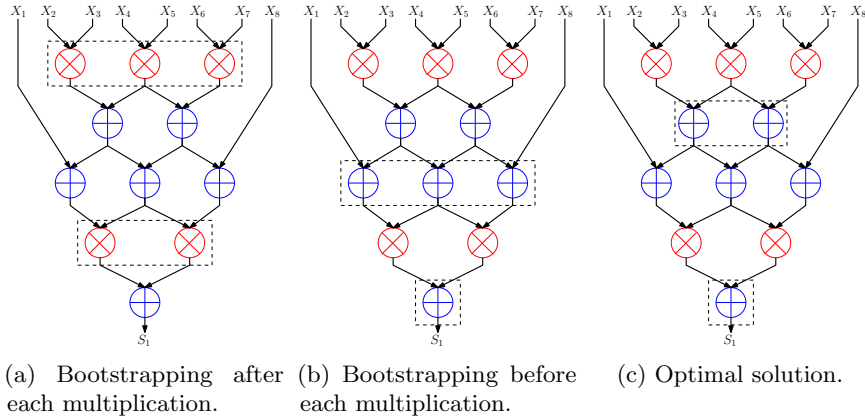 X1 X2 X3 X4 X5 X6 X7 X8 X1 X2 X3 X4 X5 X6 X7 X8 X1 X2 X3 X4 X5 X6 X7 X8
S1 S1 S1
(a) Bootstrapping after
each multiplication.
(b) Bootstrapping before
each multiplication.
(c) Optimal solution.